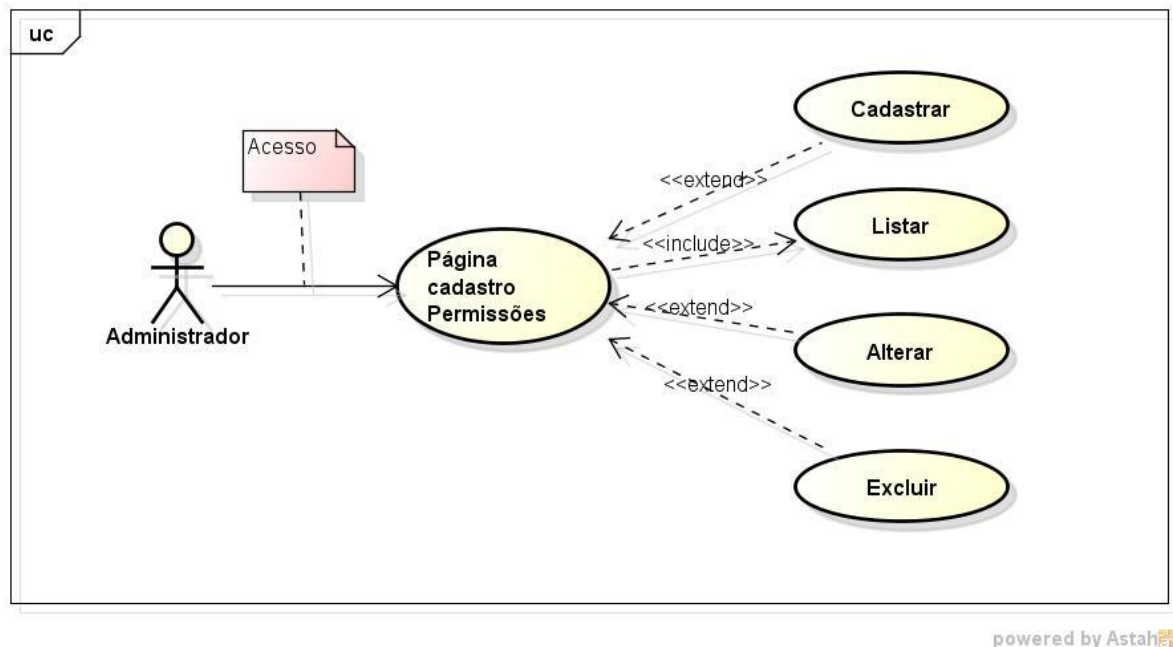 uc
Acesso
Administrador
Página
cadastro
Permissões
<<extend>>
<<include>>
<<extend>>
<<extend>>
Cadastrar
Listar
Alterar
Excluir
powered by Astah